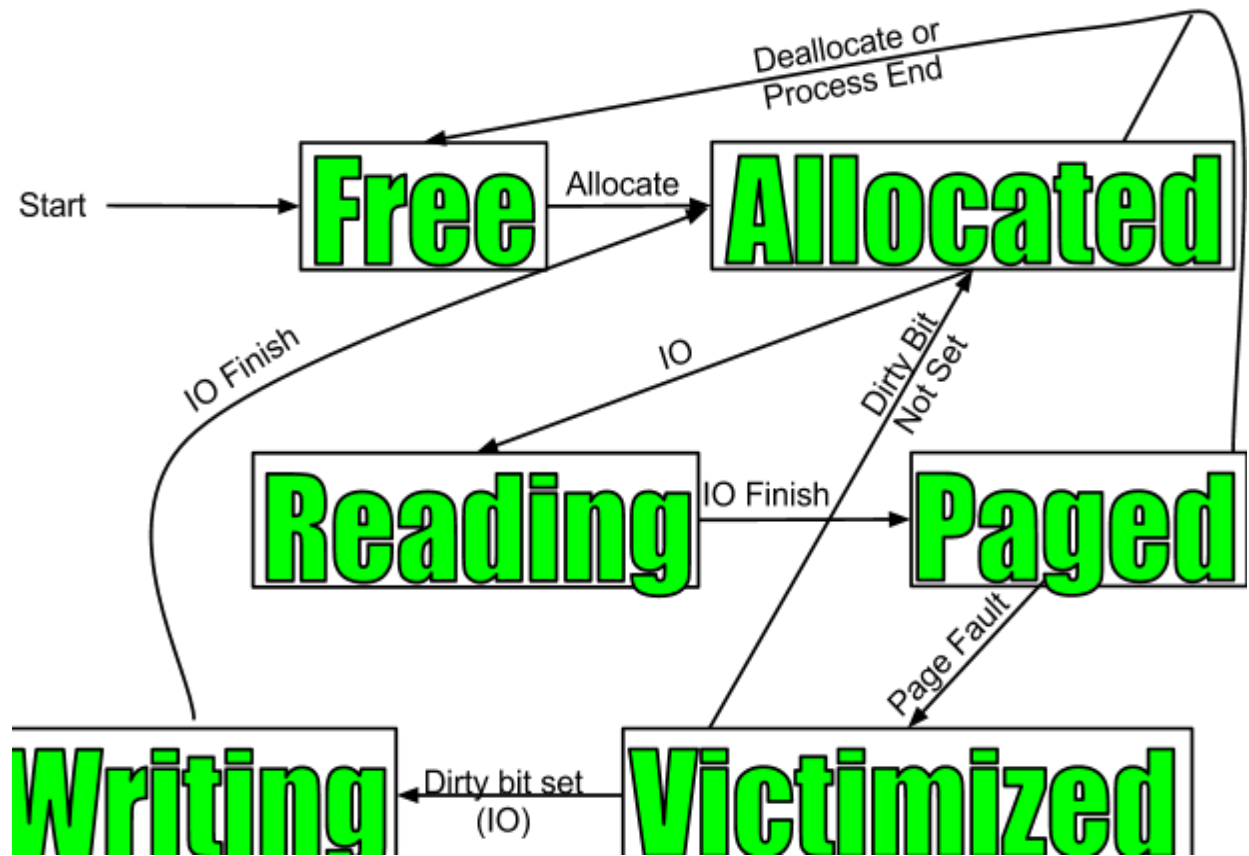 Deallocate or
Process End
Start
Free
Allocate
Allocated
IO Finish
IO
Dirty Bit
Not Set
Reading
IO Finish
Paged
Page Fault
Writing
Dirty bit set
(IO)
Victimized